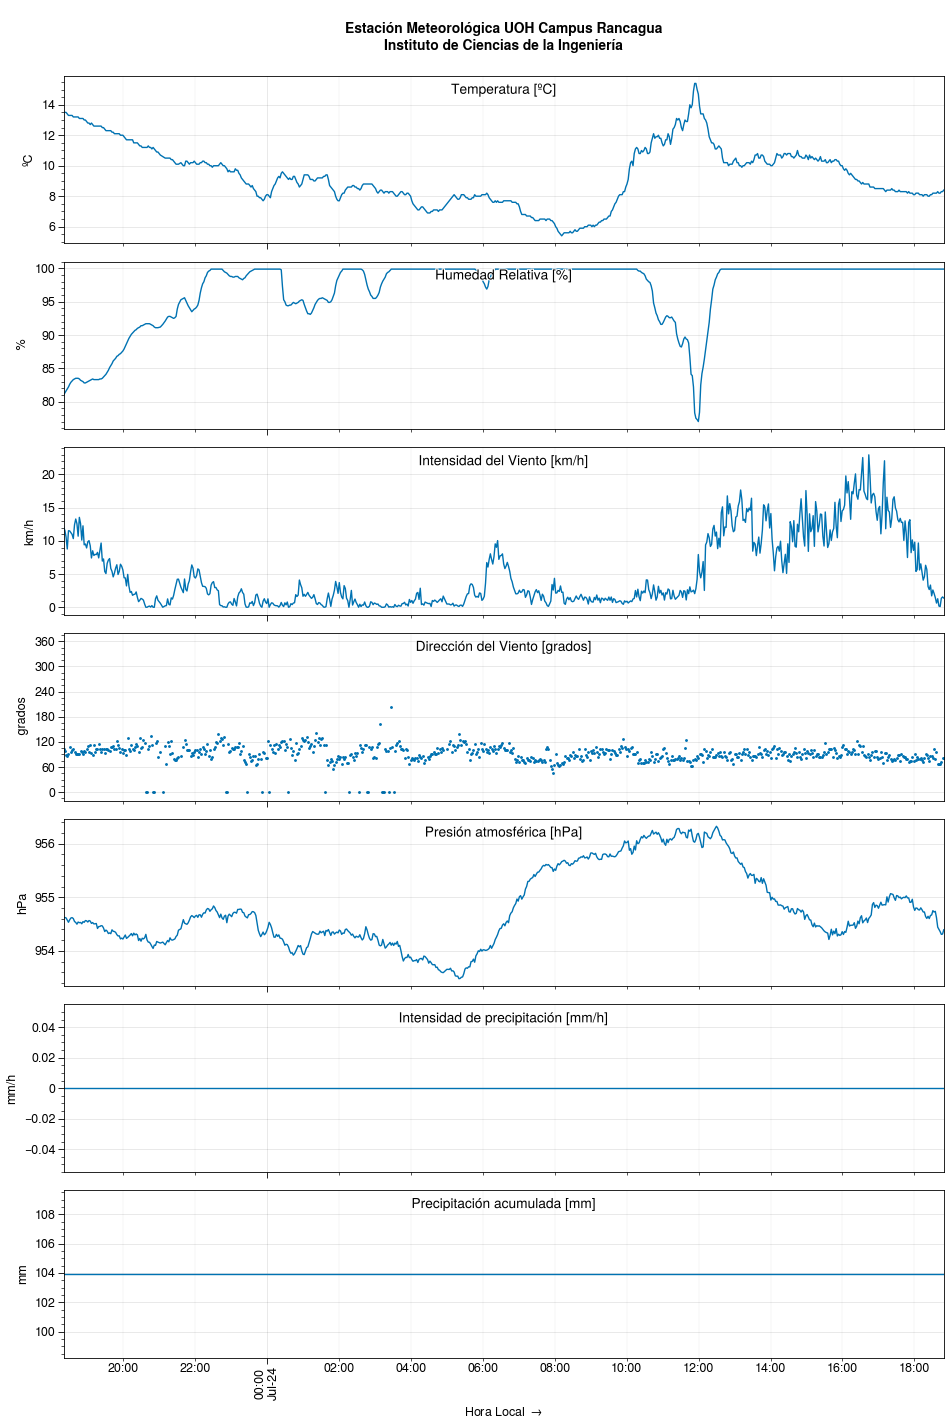 Estación Meteorológica UOH Campus Rancagua
Instituto de Ciencias de la Ingeniería
Temperatura [ºC]
ºC
14
12
10
8
6
Humedad Relativa [%]
%
100
95
90
85
80
Intensidad del Viento [km/h]
km/h
20
15
10
5
0
Dirección del Viento [grados]
grados
360
300
240
180
120
60
0
Presión atmosférica [hPa]
hPa
956
955
954
Intensidad de precipitación [mm/h]
mm/h
0.04
0.02
0
−0.02
−0.04
Precipitación acumulada [mm]
mm
108
106
104
102
100
20:00
22:00
00:00
Jul-24
02:00
04:00
06:00
08:00
10:00
12:00
14:00
16:00
18:00
Hora Local →